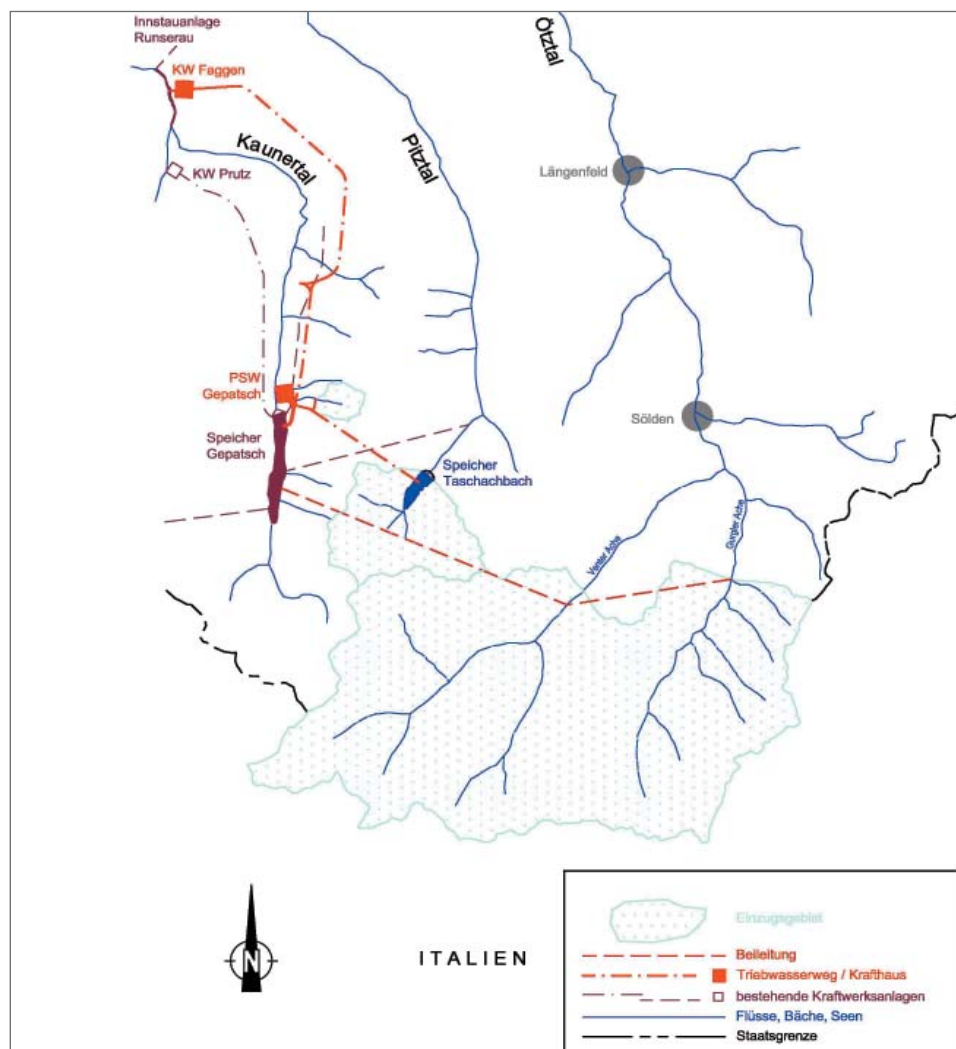 Innstauanlage
Runserau
KW Faggen
Ötztal
Kaunertal
Pitztal
KW Prutz
Längenfeld
PSW
Gepatsch
Sölden
Speicher
Gepatsch
Speicher
Taschachbach
Venter Ache
Gurgler Ache
N
ITALIEN
Einzugsgebiet
Beileitung
Triebwasserweg / Krafthaus
bestehende Kraftwerksanlagen
Flüsse, Bäche, Seen
Staatsgrenze